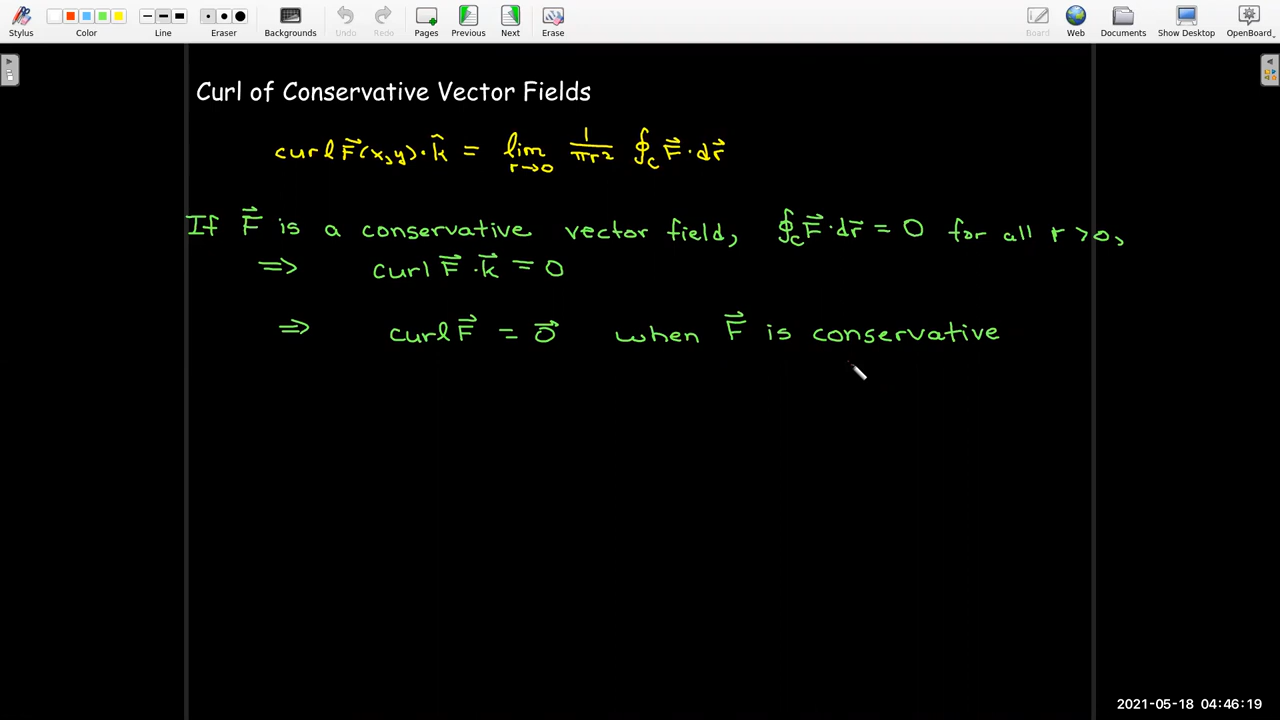 Stylus Color Line Eraser Backgrounds Undo Redo Pages Previous Next Erase Board Web Documents Show Desktop OpenBoard
Curl of Conservative Vector Fields
curl F⃗(x,y)·k̂ = lim_{r→0} 1/(πr²) ∮_C F⃗·dr⃗
If F⃗ is a conservative vector field, ∮_C F⃗·dr⃗ = 0 for all r > 0,
⇒ curl F⃗·k⃗ = 0
⇒ curl F⃗ = 0⃗ when F⃗ is conservative
2021-05-18 04:46:19